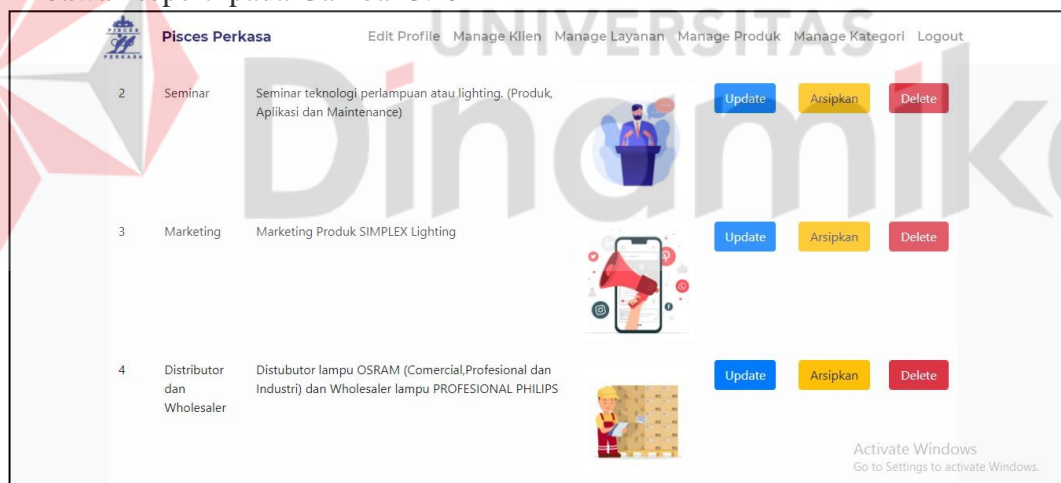 UNIVERSITAS
Dinamika
PISCES
PERKASA
Pisces Perkasa
Edit Profile Manage Klien Manage Layanan Manage Produk Manage Kategori Logout
2 Seminar Seminar teknologi perlampuan atau lighting. (Produk,
Aplikasi dan Maintenance)
Update Arsipkan Delete
3 Marketing Marketing Produk SIMPLEX Lighting
Update Arsipkan Delete
4 Distributor
dan
Wholesaler
Distubutor lampu OSRAM (Comercial,Profesional dan
Industri) dan Wholesaler lampu PROFESIONAL PHILIPS
Update Arsipkan Delete
Activate Windows
Go to Settings to activate Windows.